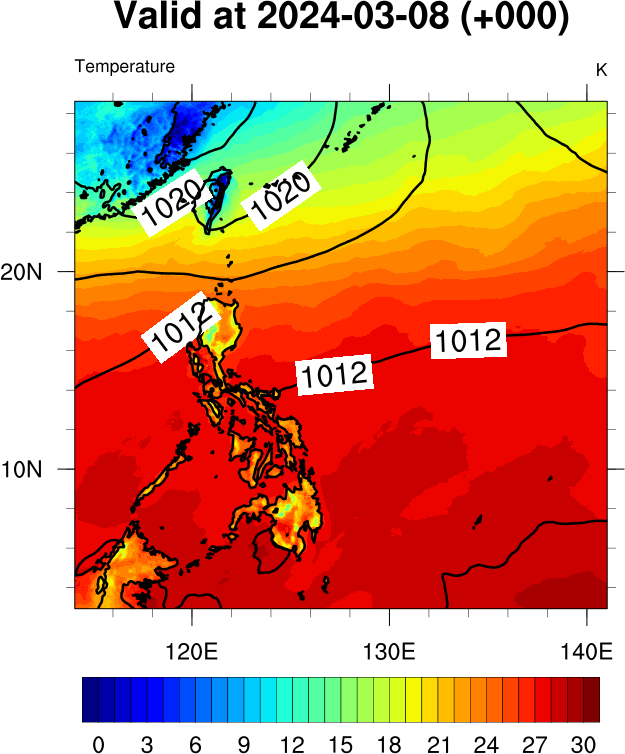 Valid at 2024-03-08 (+000)
Temperature K
1020 1020
20N
1012
1012
1012
10N
120E 130E 140E
0 3 6 9 12 15 18 21 24 27 30